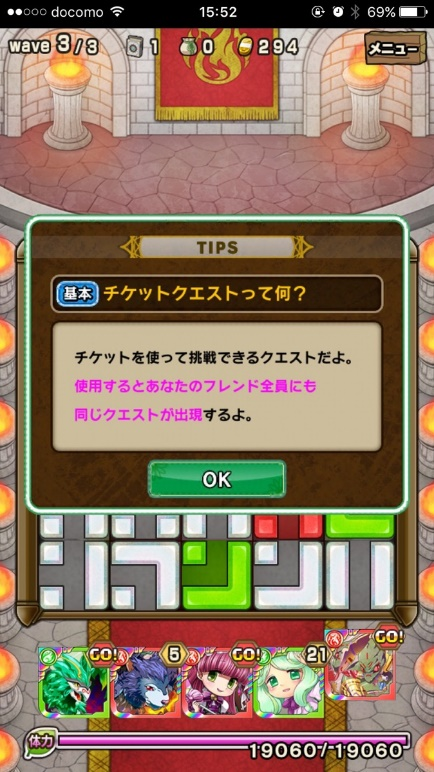 docomo 15:52 69%
wave 3/3 1 0 294 メニュー
TIPS
基本 チケットクエストって何？
チケットを使って挑戦できるクエストだよ。
使用するとあなたのフレンド全員にも
同じクエストが出現するよ。
OK
GO! 5 GO! 21 GO!
体力 19060/19060